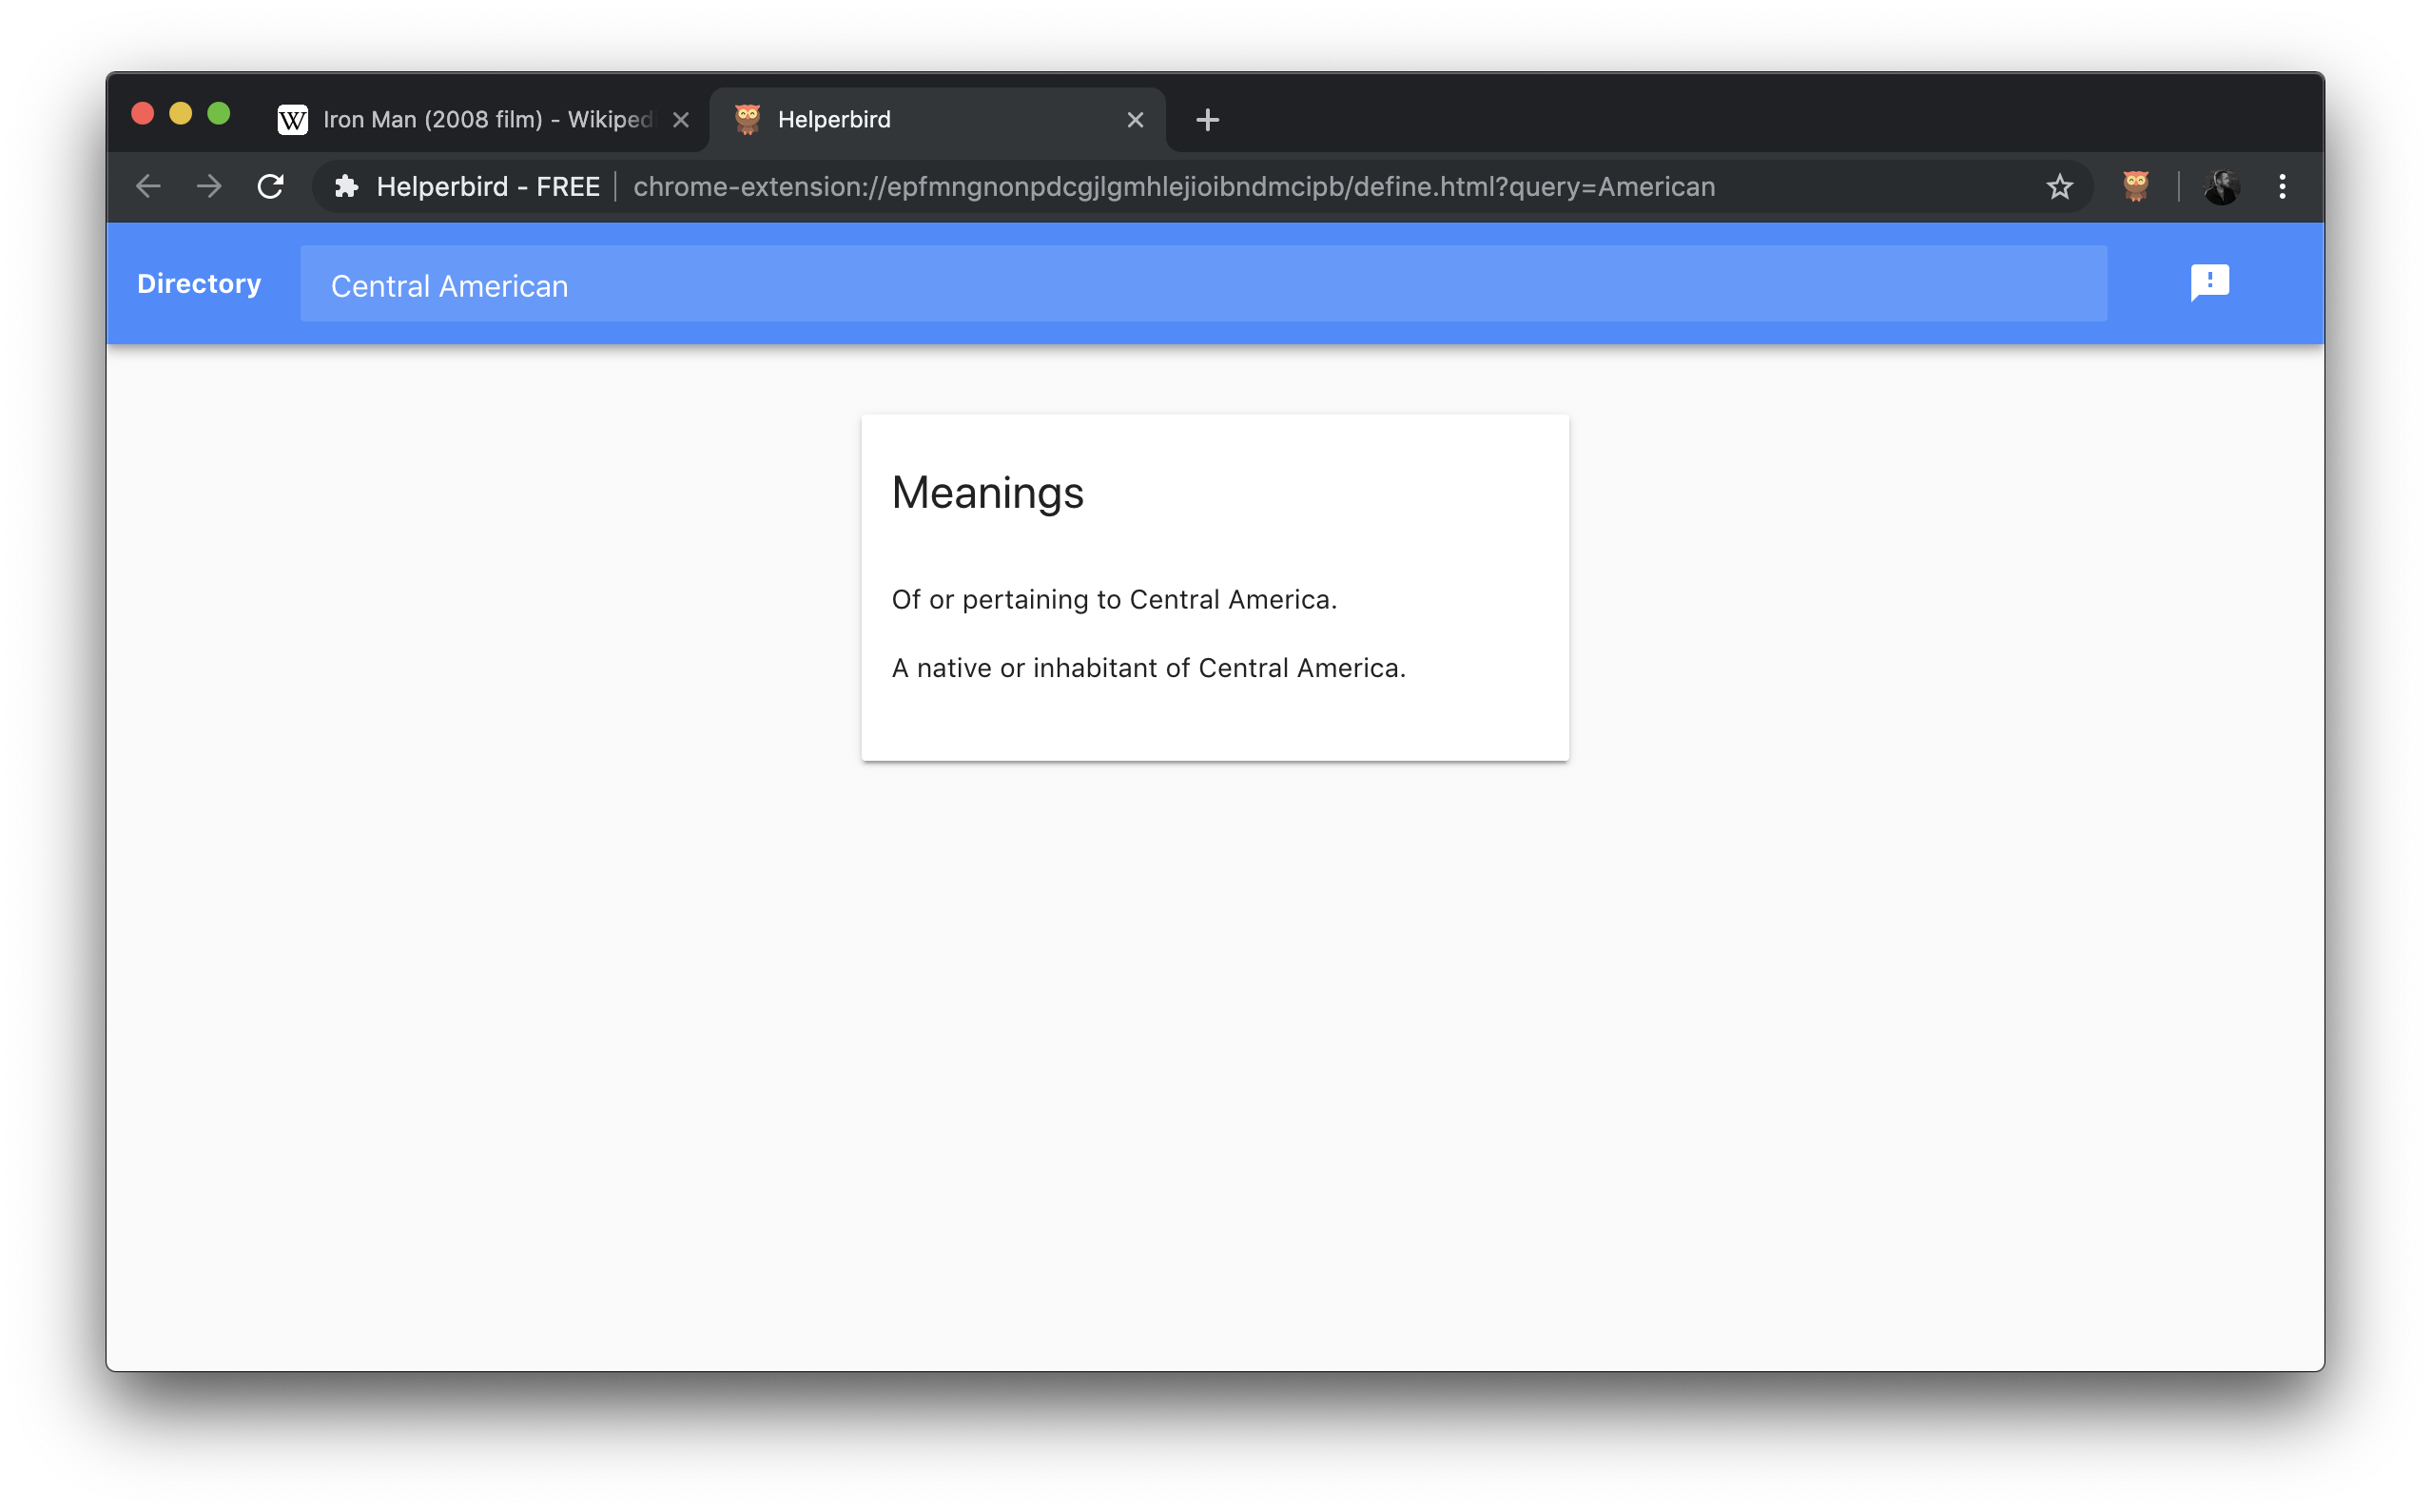 Iron Man (2008 film) - Wikiped
Helperbird
Helperbird - FREE
chrome-extension://epfmngnonpdcgjlgmhlejioibndmcipb/define.html?query=American
Directory
Central American
Meanings
Of or pertaining to Central America.
A native or inhabitant of Central America.